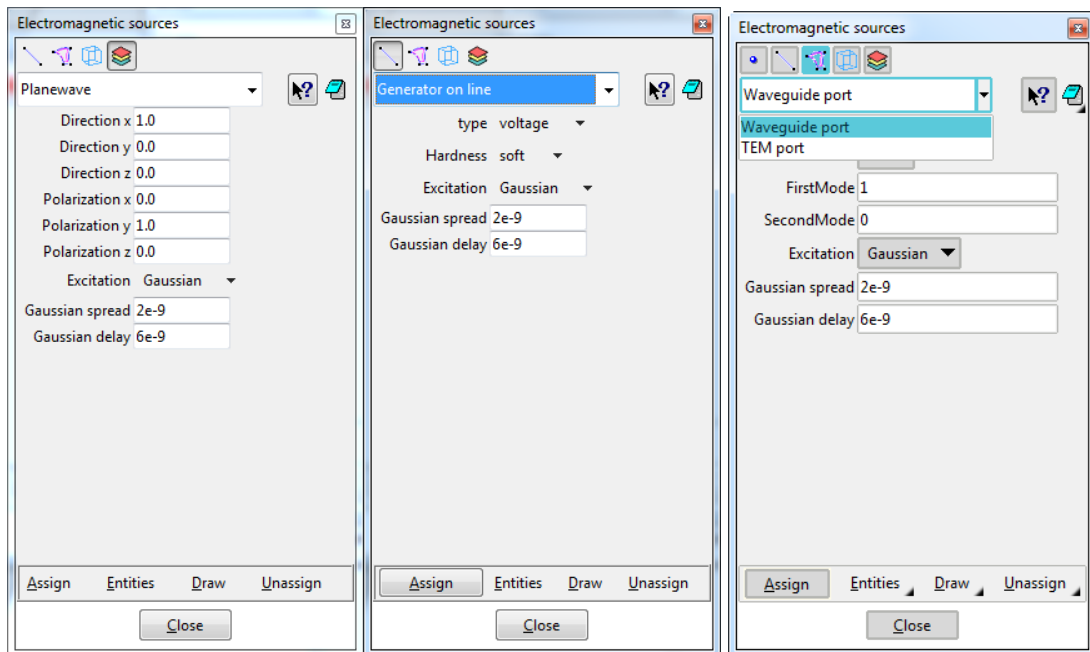 Electromagnetic sources
Planewave
Direction x 1.0
Direction y 0.0
Direction z 0.0
Polarization x 0.0
Polarization y 1.0
Polarization z 0.0
Excitation Gaussian
Gaussian spread 2e-9
Gaussian delay 6e-9
Assign Entities Draw Unassign
Close
Electromagnetic sources
Generator on line
type voltage
Hardness soft
Excitation Gaussian
Gaussian spread 2e-9
Gaussian delay 6e-9
Assign Entities Draw Unassign
Close
Electromagnetic sources
Waveguide port
Waveguide port
TEM port
FirstMode 1
SecondMode 0
Excitation Gaussian
Gaussian spread 2e-9
Gaussian delay 6e-9
Assign Entities Draw Unassign
Close